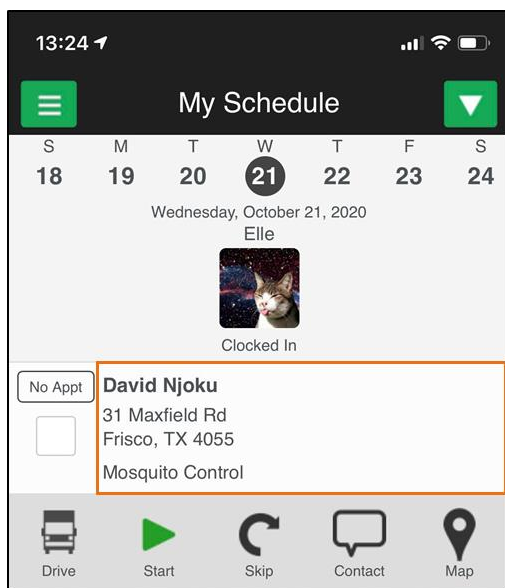 13:24
My Schedule
S M T W T F S
18 19 20 21 22 23 24
Wednesday, October 21, 2020
Elle
Clocked In
No Appt
David Njoku
31 Maxfield Rd
Frisco, TX 4055
Mosquito Control
Drive Start Skip Contact Map